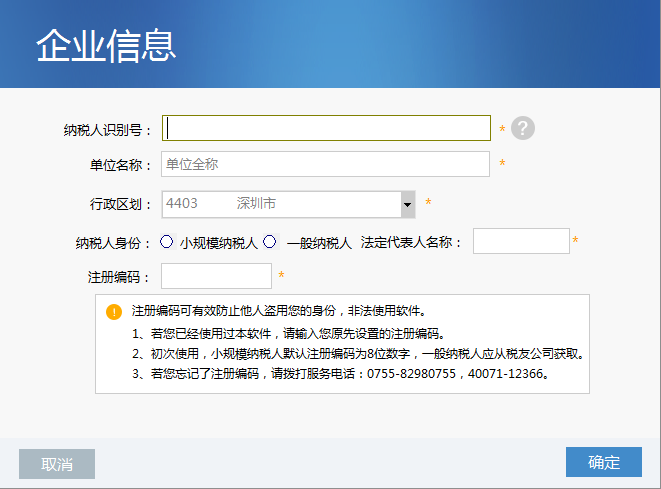 企业信息
纳税人识别号： * ?
单位名称： 单位全称 *
行政区划： 4403 深圳市 *
纳税人身份： 小规模纳税人 一般纳税人 法定代表人名称： *
注册编码： *
! 注册编码可有效防止他人盗用您的身份，非法使用软件。
1、若您已经使用过本软件，请输入您原先设置的注册编码。
2、初次使用，小规模纳税人默认注册编码为8位数字，一般纳税人应从税友公司获取。
3、若您忘记了注册编码，请拨打服务电话：0755-82980755，40071-12366。
取消 确定